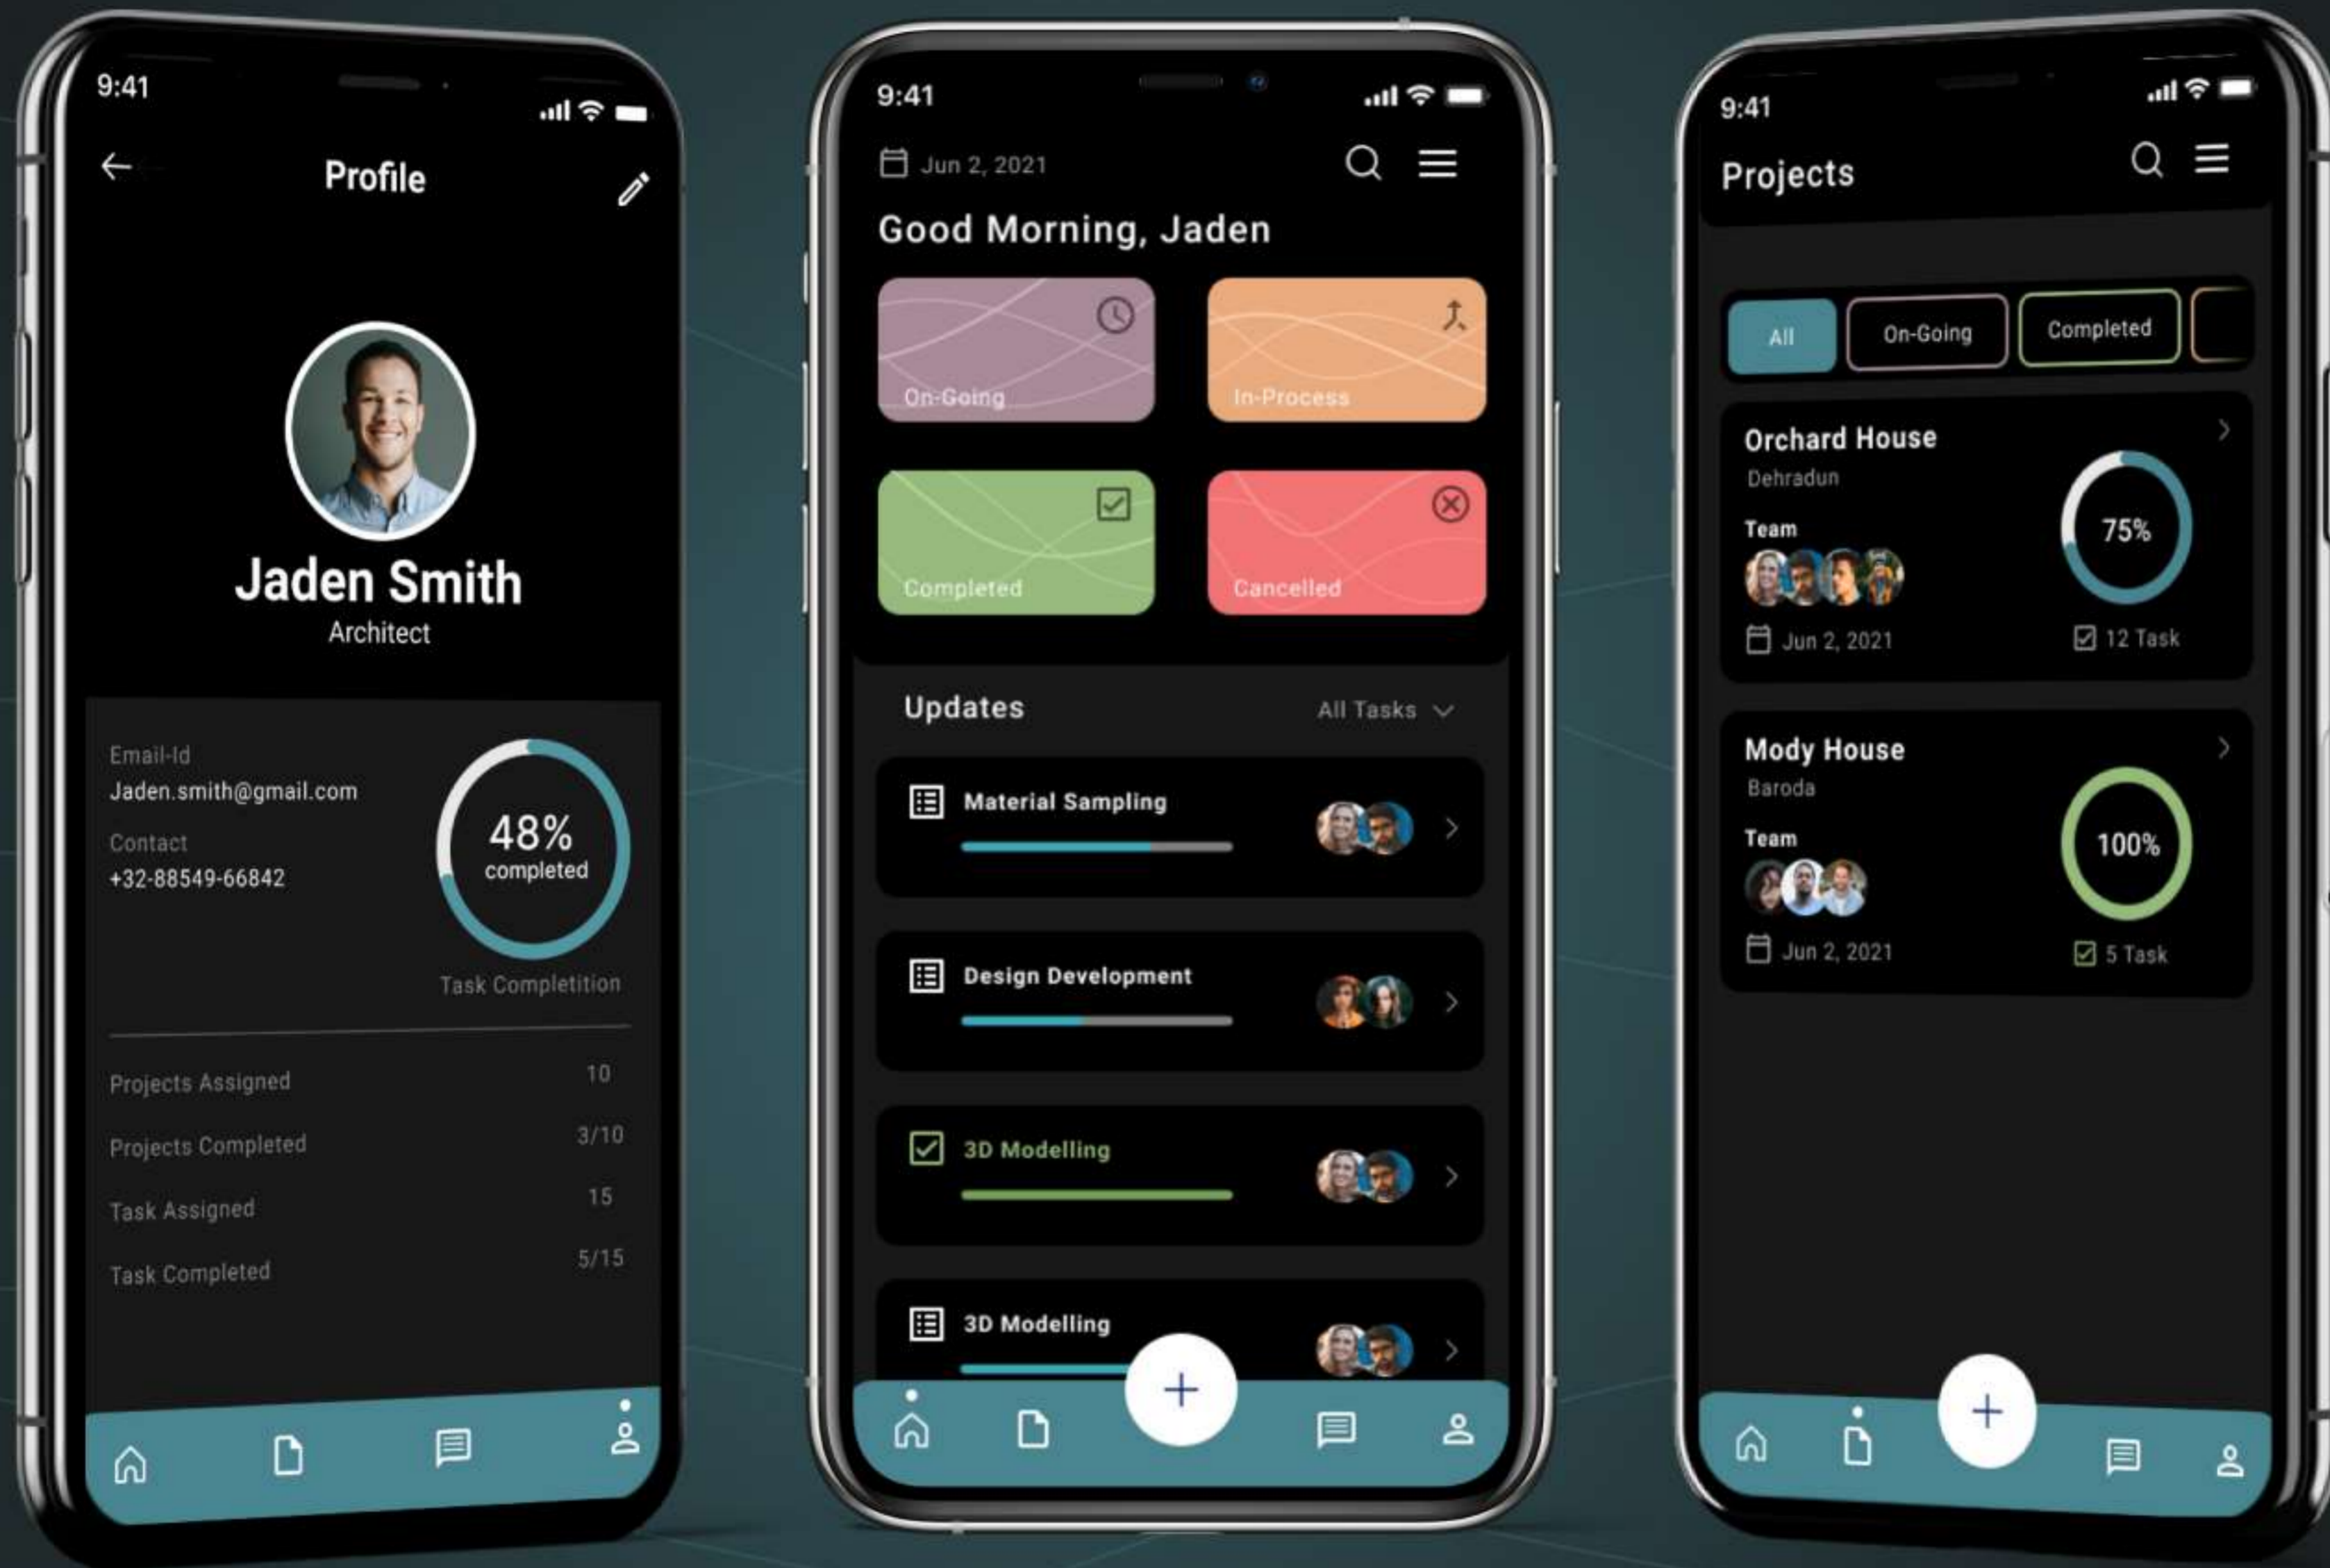 9:41
Profile
Jaden Smith
Architect
Email-Id
Jaden.smith@gmail.com
Contact
+32-88549-66842
48%
completed
Task Completition
Projects Assigned 10
Projects Completed 3/10
Task Assigned 15
Task Completed 5/15
9:41
Jun 2, 2021
Good Morning, Jaden
On-Going
In-Process
Completed
Cancelled
Updates
All Tasks
Material Sampling
Design Development
3D Modelling
3D Modelling
9:41
Projects
All
On-Going
Completed
Orchard House
Dehradun
Team
75%
Jun 2, 2021
12 Task
Mody House
Baroda
Team
100%
Jun 2, 2021
5 Task